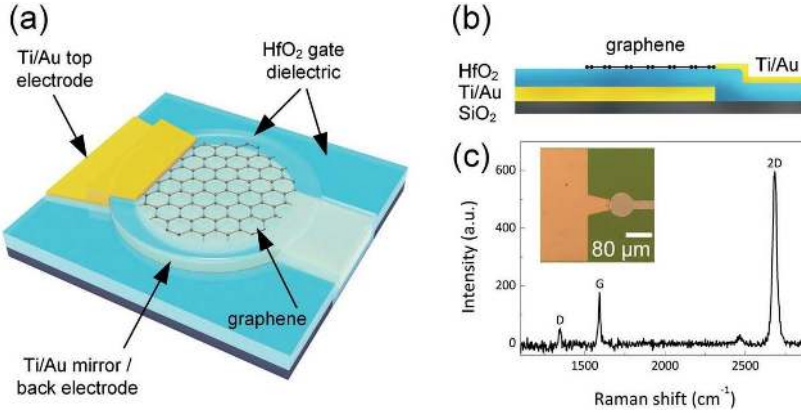 (a)
Ti/Au top
electrode
HfO₂ gate
dielectric
graphene
Ti/Au mirror /
back electrode
(b)
graphene
HfO₂
Ti/Au
Ti/Au
SiO₂
(c)
600
400
200
0
Intensity (a.u.)
80 µm
D
G
2D
1500
2000
2500
Raman shift (cm⁻¹)